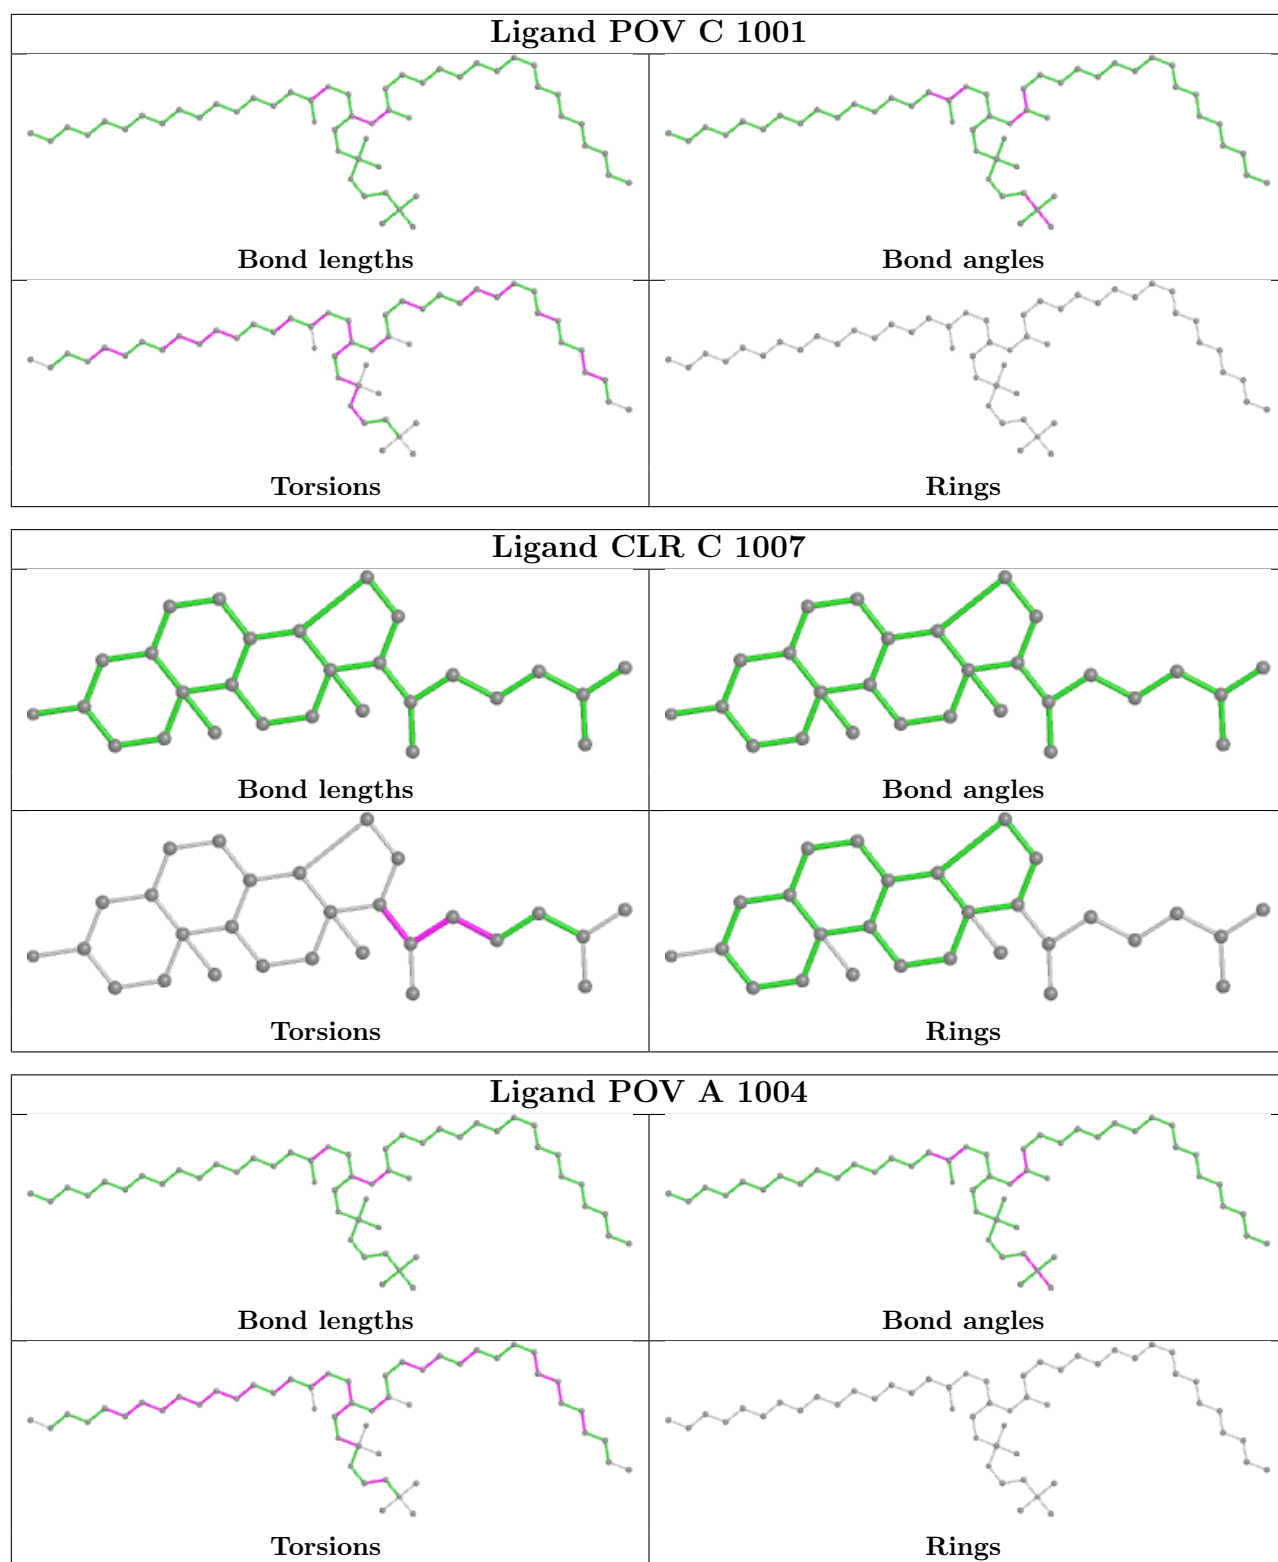 Ligand POV C 1001
Bond lengths
Bond angles
Torsions
Rings
Ligand CLR C 1007
Bond lengths
Bond angles
Torsions
Rings
Ligand POV A 1004
Bond lengths
Bond angles
Torsions
Rings